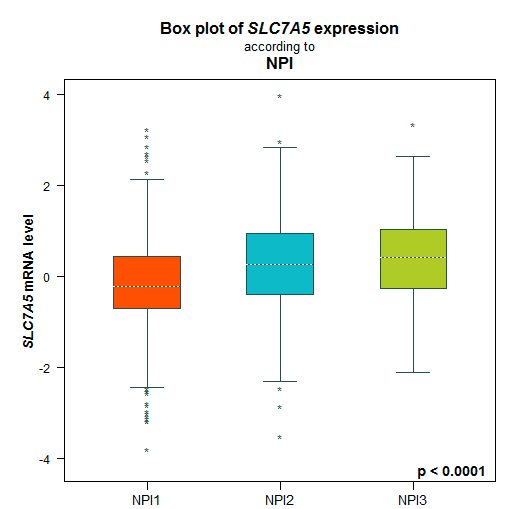 Box plot of SLC7A5 expression
according to
NPI
SLC7A5 mRNA level
4
2
0
-2
-4
p < 0.0001
NPI1 NPI2 NPI3